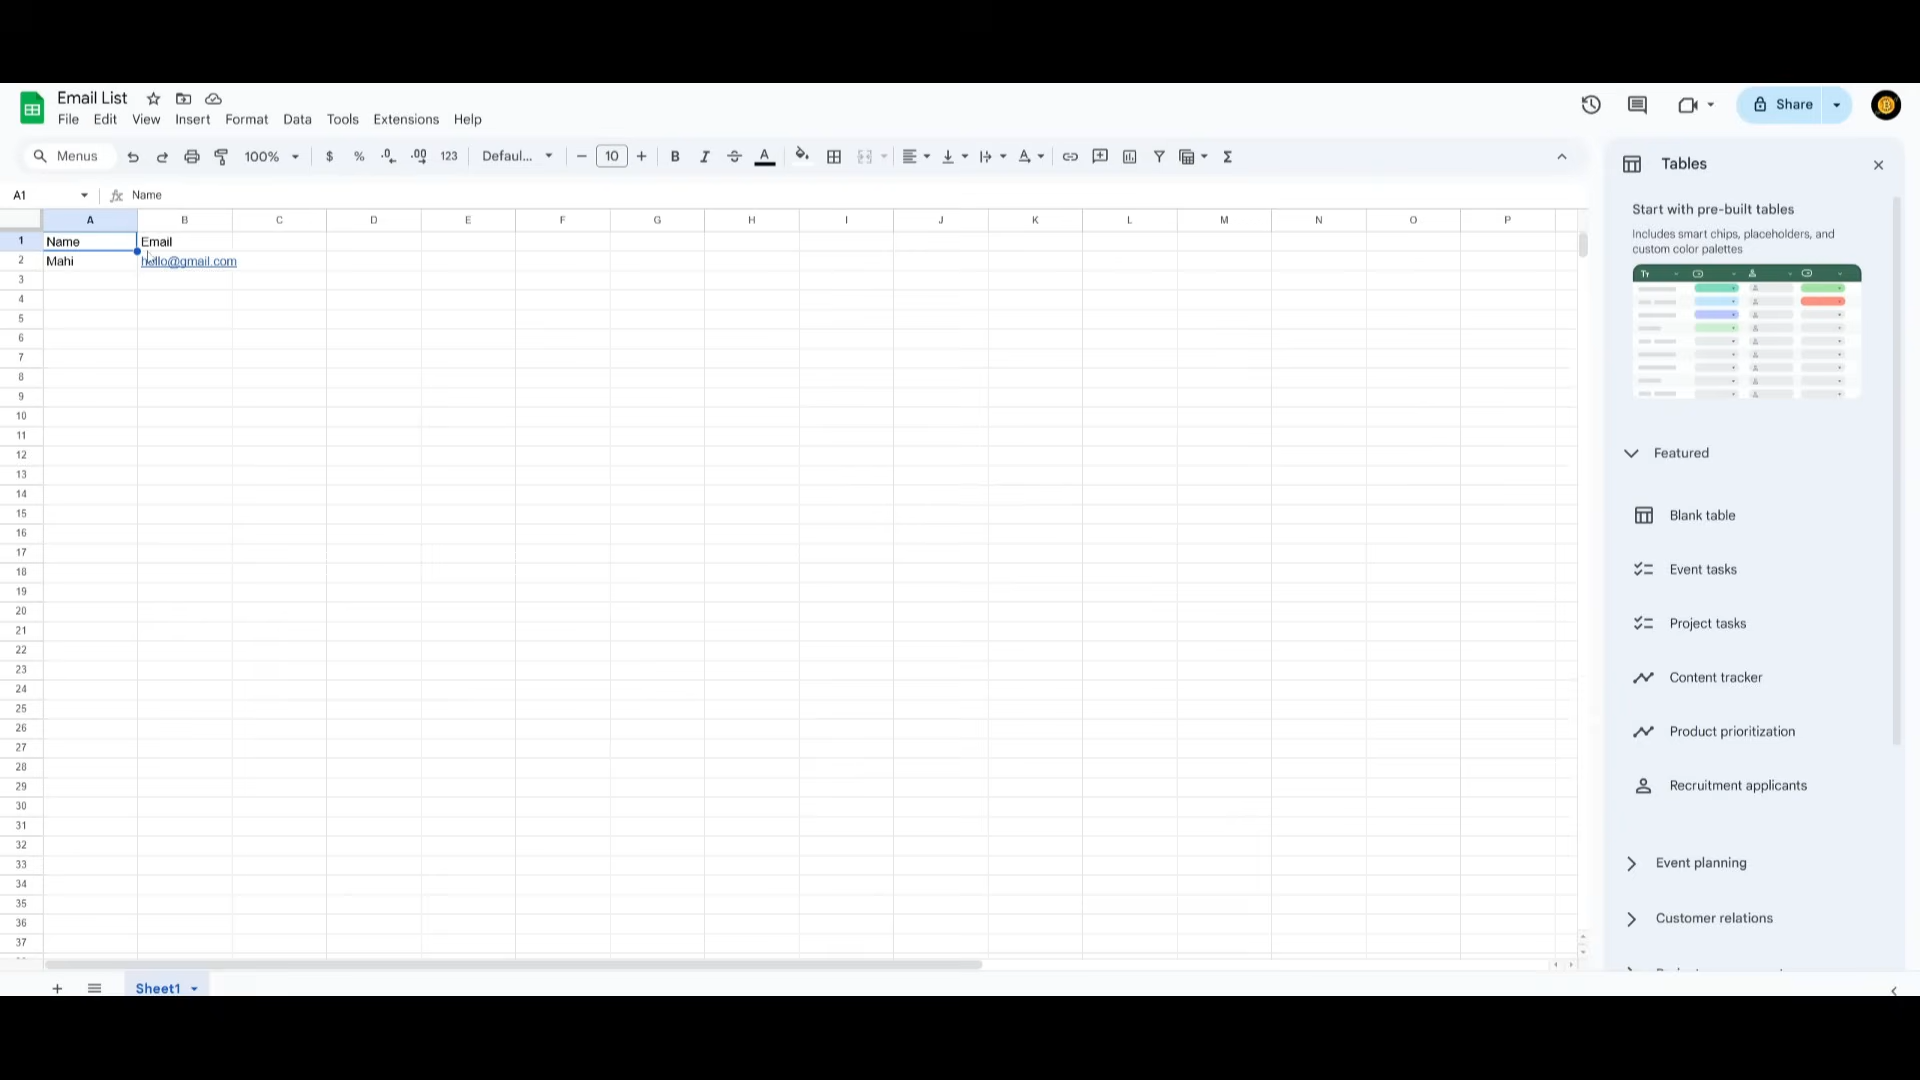 Email List
File Edit View Insert Format Data Tools Extensions Help
Share
Menus 100% $ % .0 .00 123 Defaul... 10 B I A Σ
A1 fx Name
A B C D E F G H I J K L M N O P
1 Name Email
2 Mahi hello@gmail.com
3
4
5
6
7
8
9
10
11
12
13
14
15
16
17
18
19
20
21
22
23
24
25
26
27
28
29
30
31
32
33
34
35
36
37
Sheet1
Tables
Start with pre-built tables
Includes smart chips, placeholders, and
custom color palettes
Tr
Featured
Blank table
Event tasks
Project tasks
Content tracker
Product prioritization
Recruitment applicants
Event planning
Customer relations